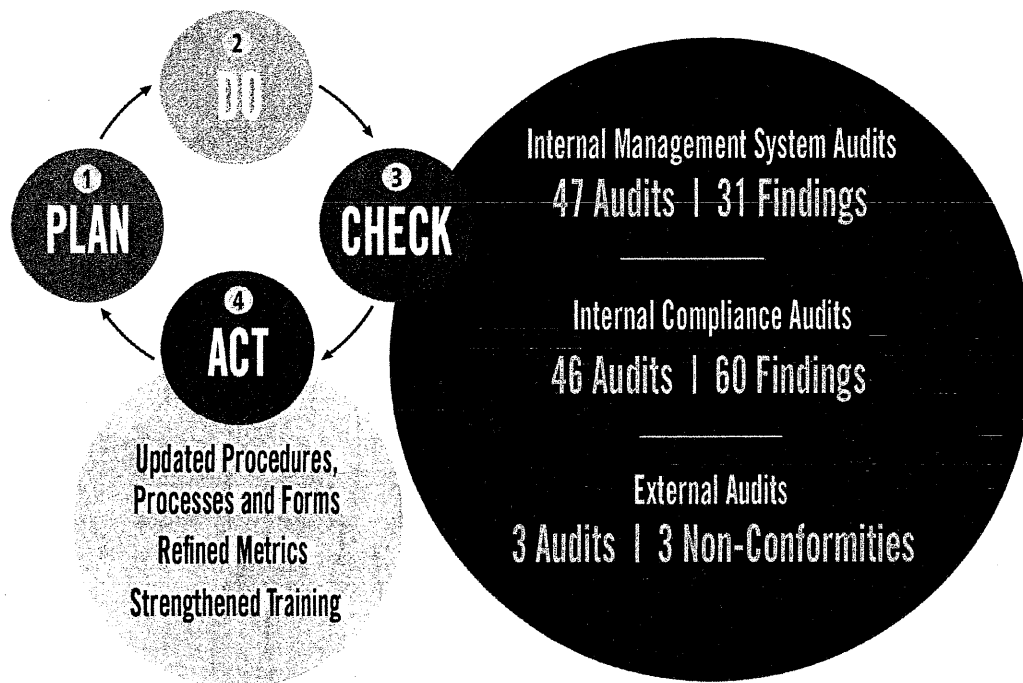 1
PLAN
2
DO
3
CHECK
Internal Management System Audits
47 Audits | 31 Findings
Internal Compliance Audits
46 Audits | 60 Findings
External Audits
3 Audits | 3 Non-Conformities
4
ACT
Updated Procedures,
Processes and Forms
Refined Metrics
Strengthened Training